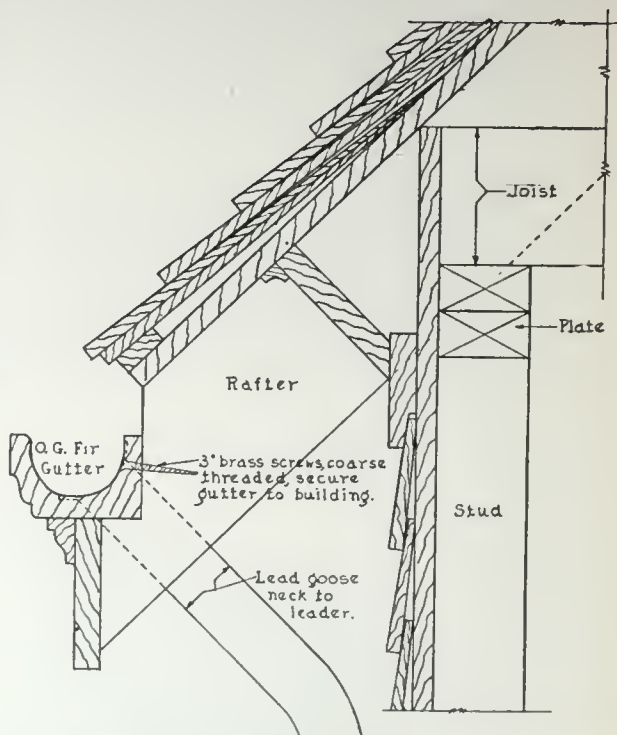 Joist
Plate
Rafter
O.G. Fir
Gutter
3" brass screws, coarse
threaded, secure
gutter to building.
Stud
Lead goose
neck to
leader.